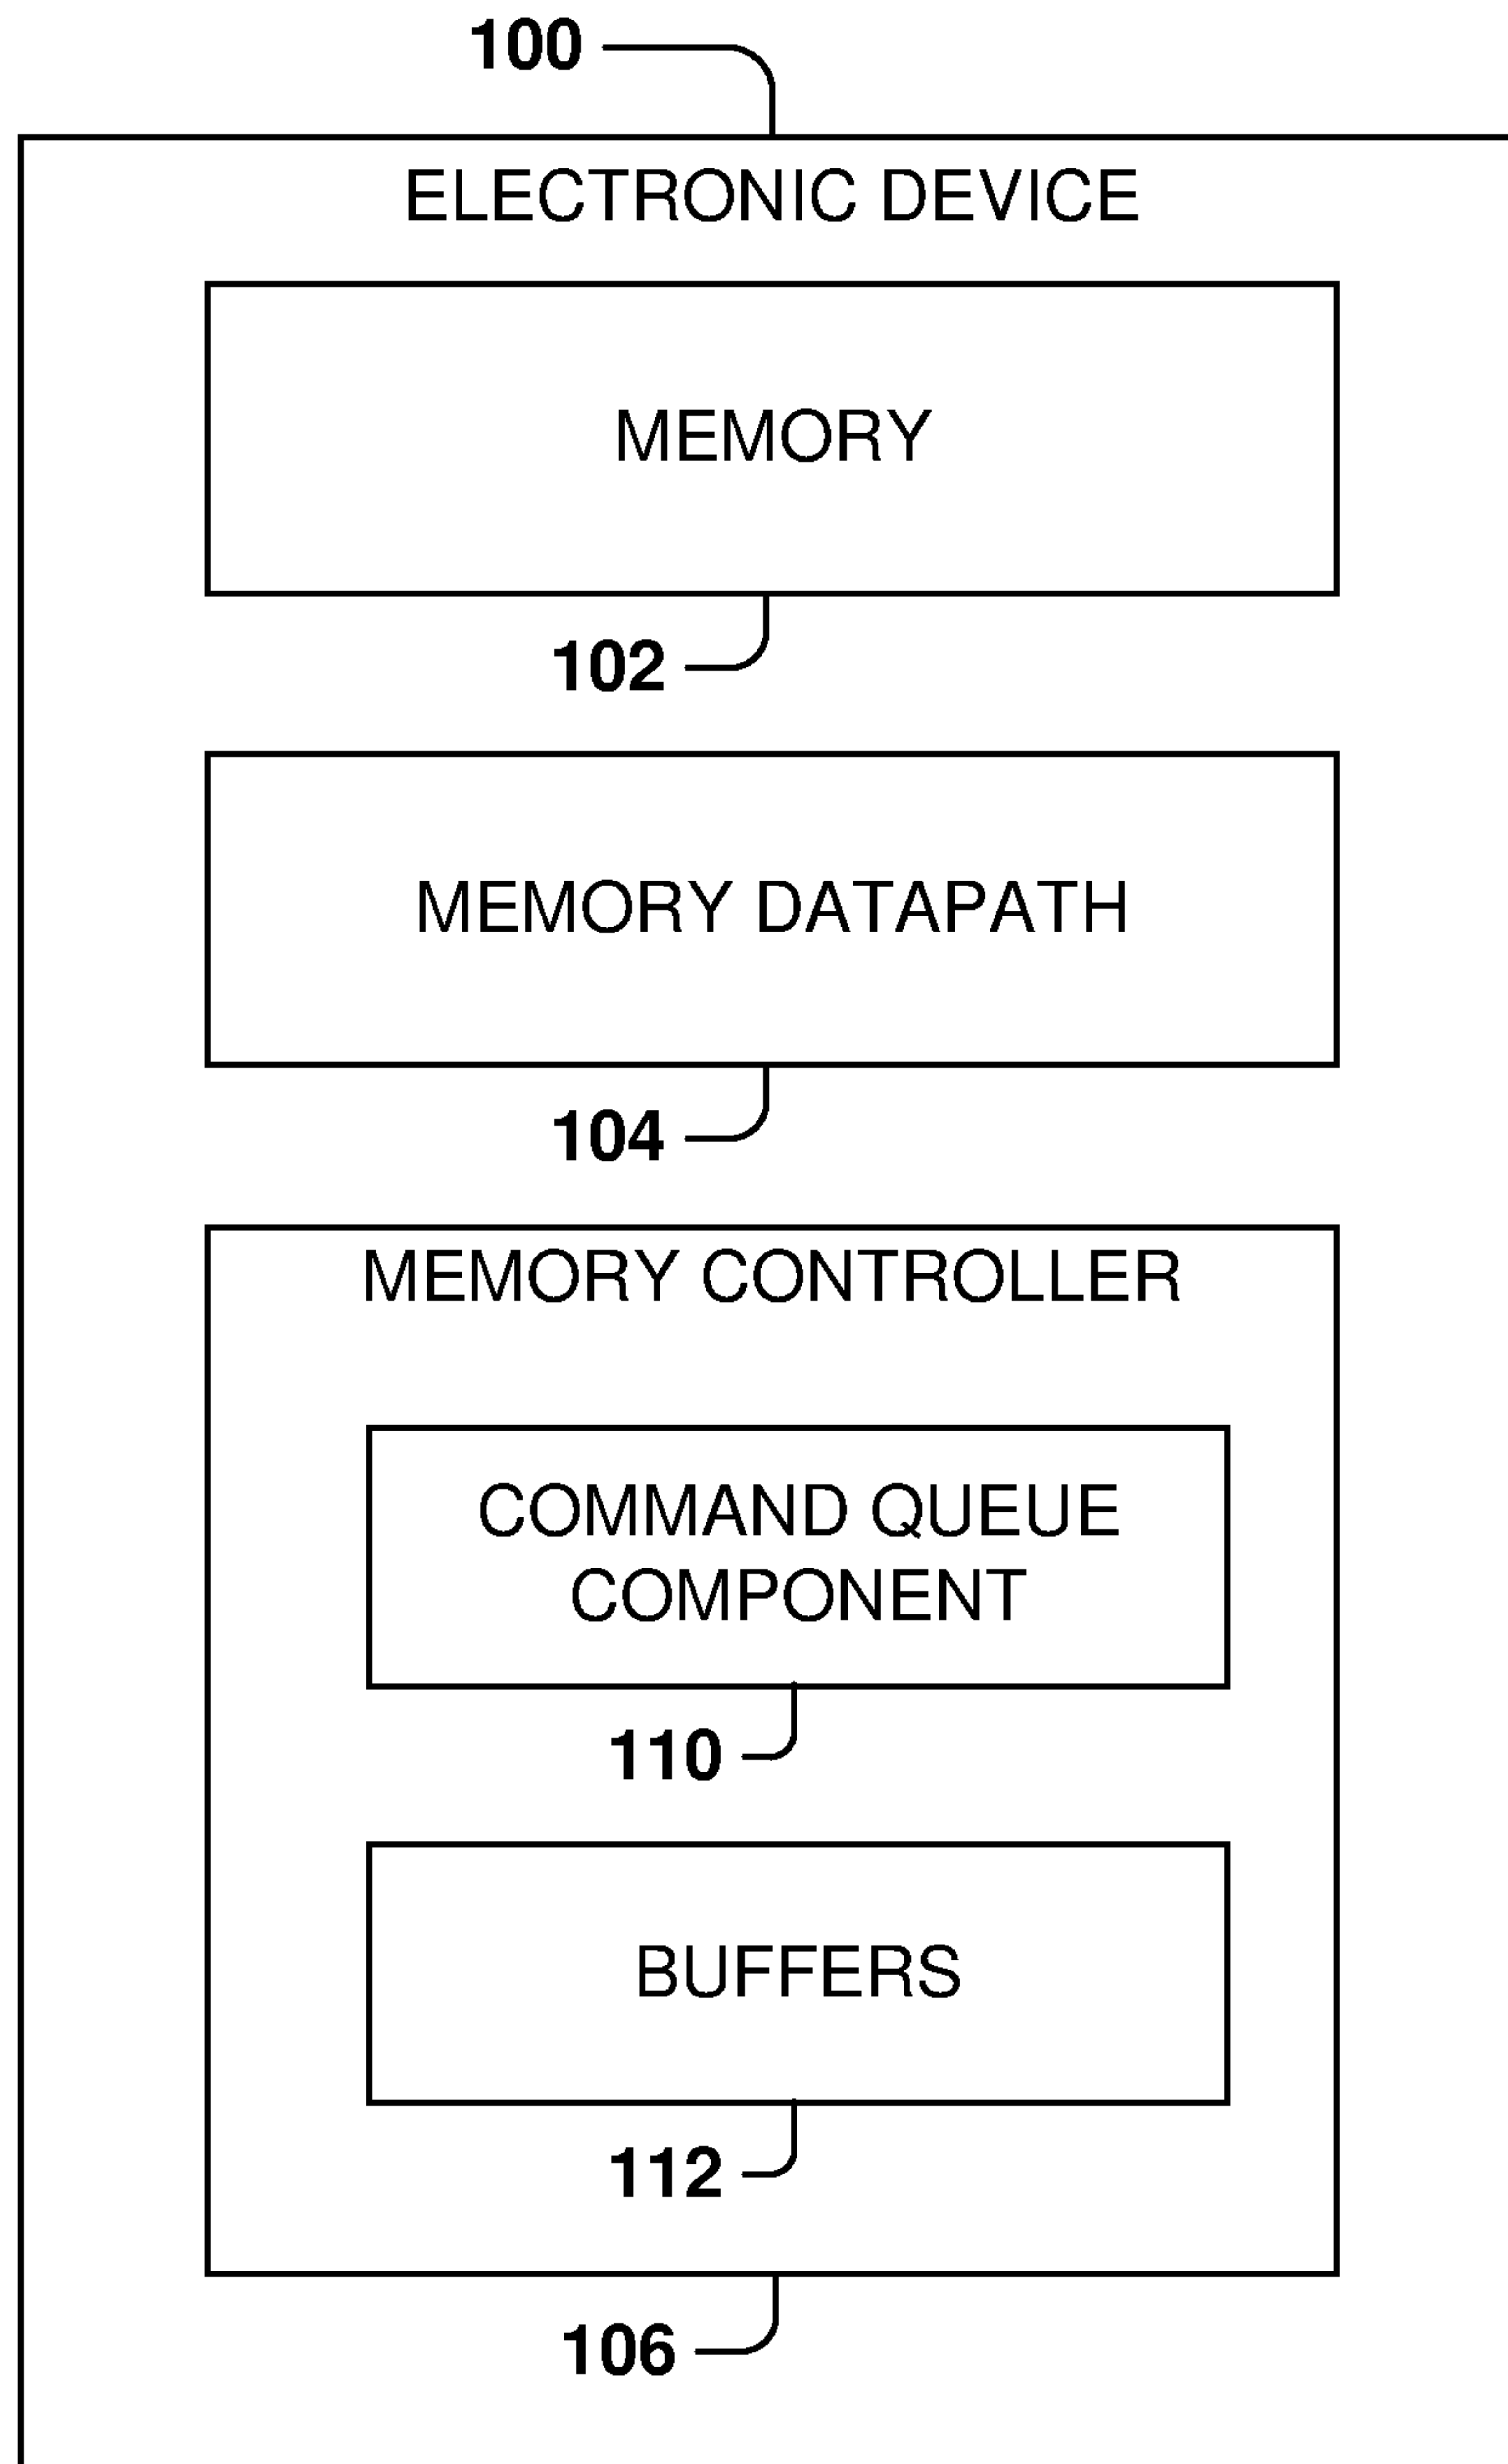 100
ELECTRONIC DEVICE
MEMORY
102
MEMORY DATAPATH
104
MEMORY CONTROLLER
COMMAND QUEUE
COMPONENT
110
BUFFERS
112
106